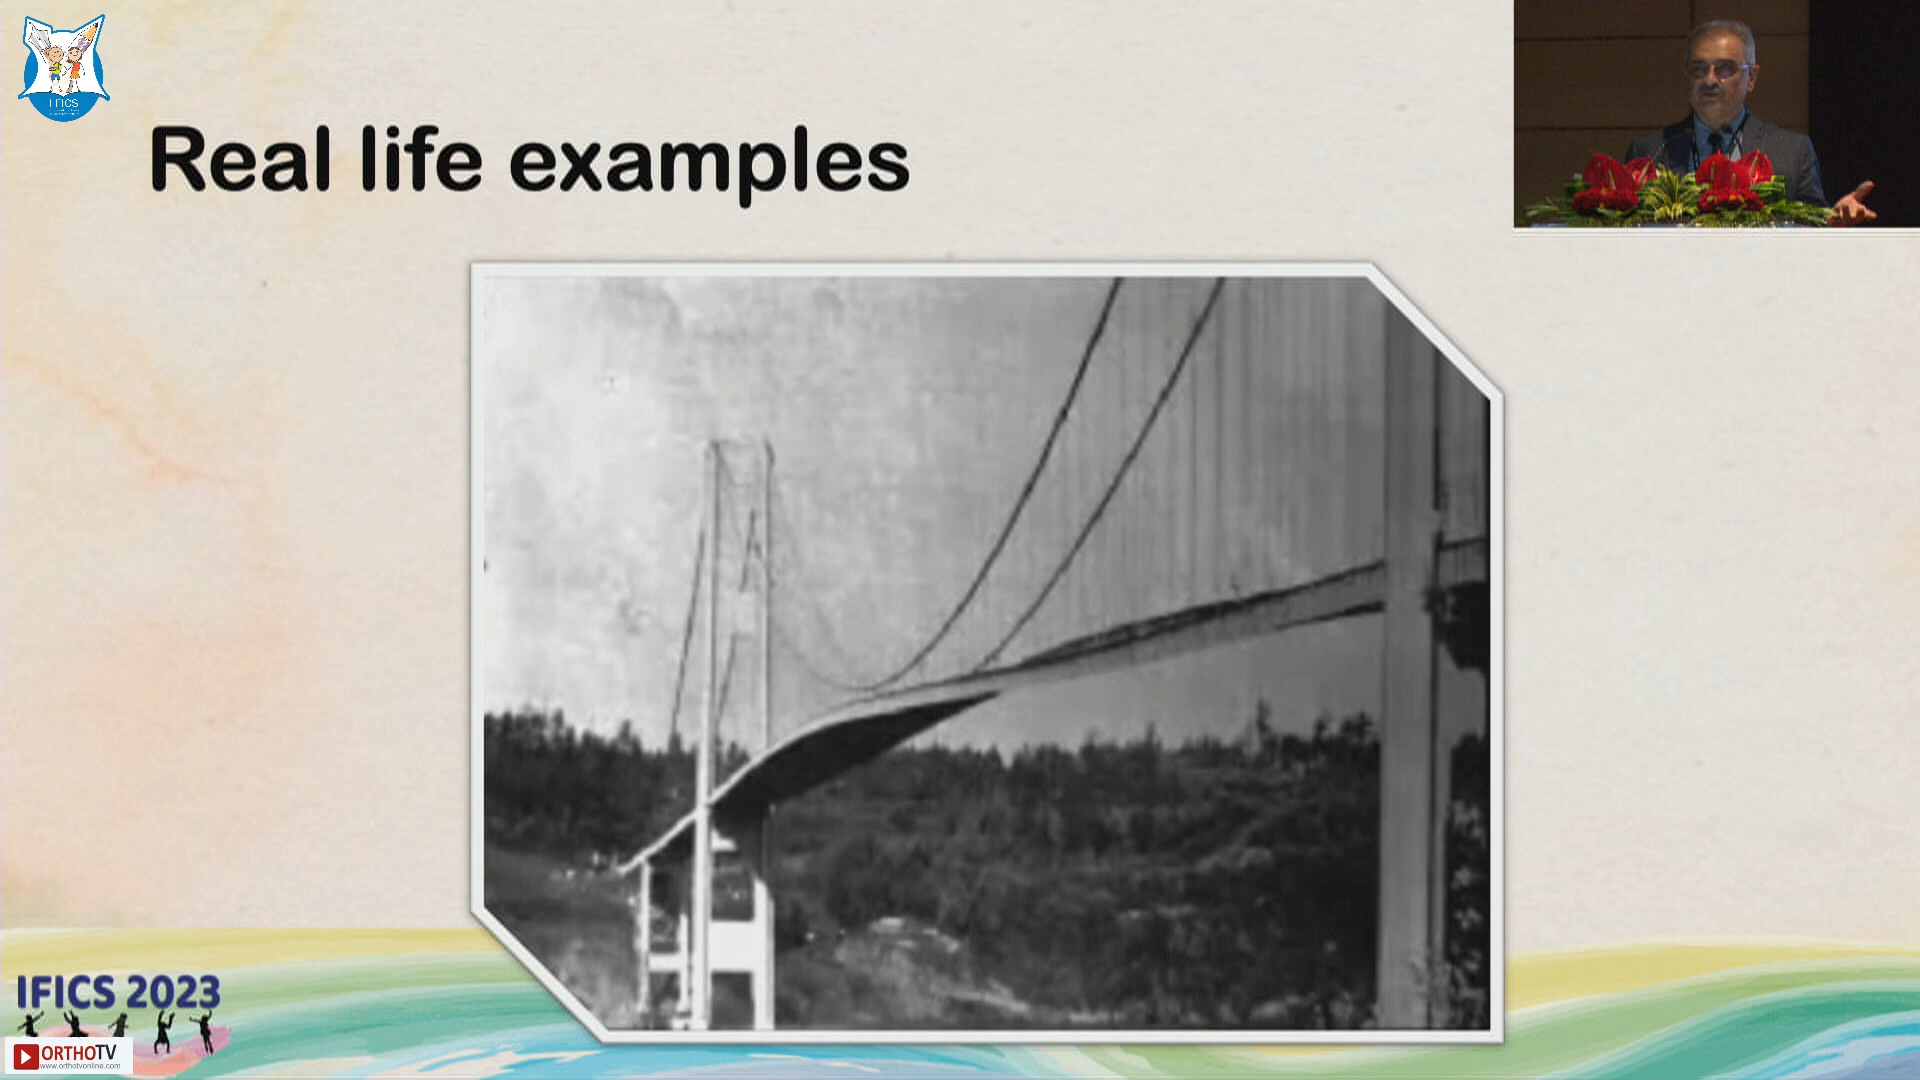 IFICS
Real life examples
IFICS 2023
ORTHOTV
www.orthotvonline.com